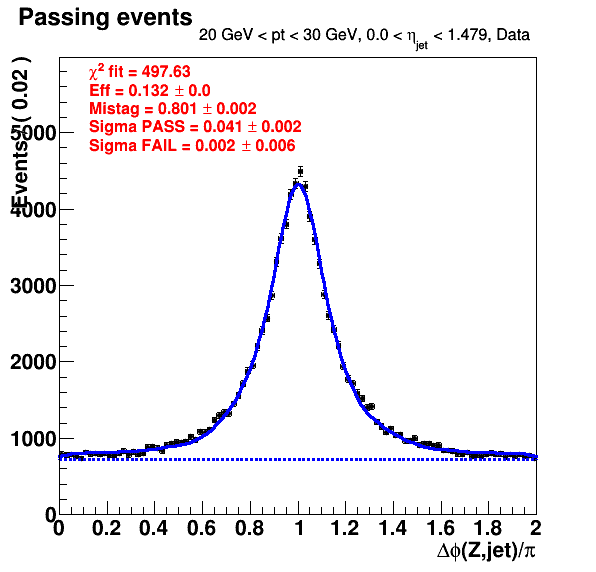 Passing events
20 GeV < pt < 30 GeV, 0.0 < η_jet < 1.479, Data
χ² fit = 497.63
Eff = 0.132 ± 0.0
Mistag = 0.801 ± 0.002
Sigma PASS = 0.041 ± 0.002
Sigma FAIL = 0.002 ± 0.006
Events / ( 0.02 )
5000
4000
3000
2000
1000
0
0 0.2 0.4 0.6 0.8 1 1.2 1.4 1.6 1.8 2
Δϕ(Z,jet)/π